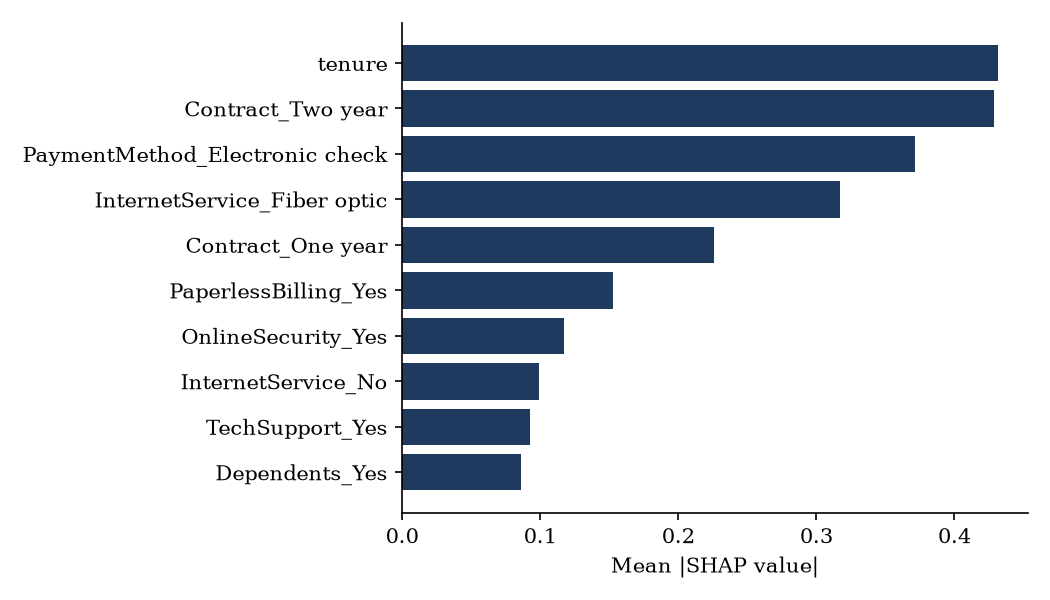 tenure
Contract_Two year
PaymentMethod_Electronic check
InternetService_Fiber optic
Contract_One year
PaperlessBilling_Yes
OnlineSecurity_Yes
InternetService_No
TechSupport_Yes
Dependents_Yes
0.0 0.1 0.2 0.3 0.4
Mean |SHAP value|